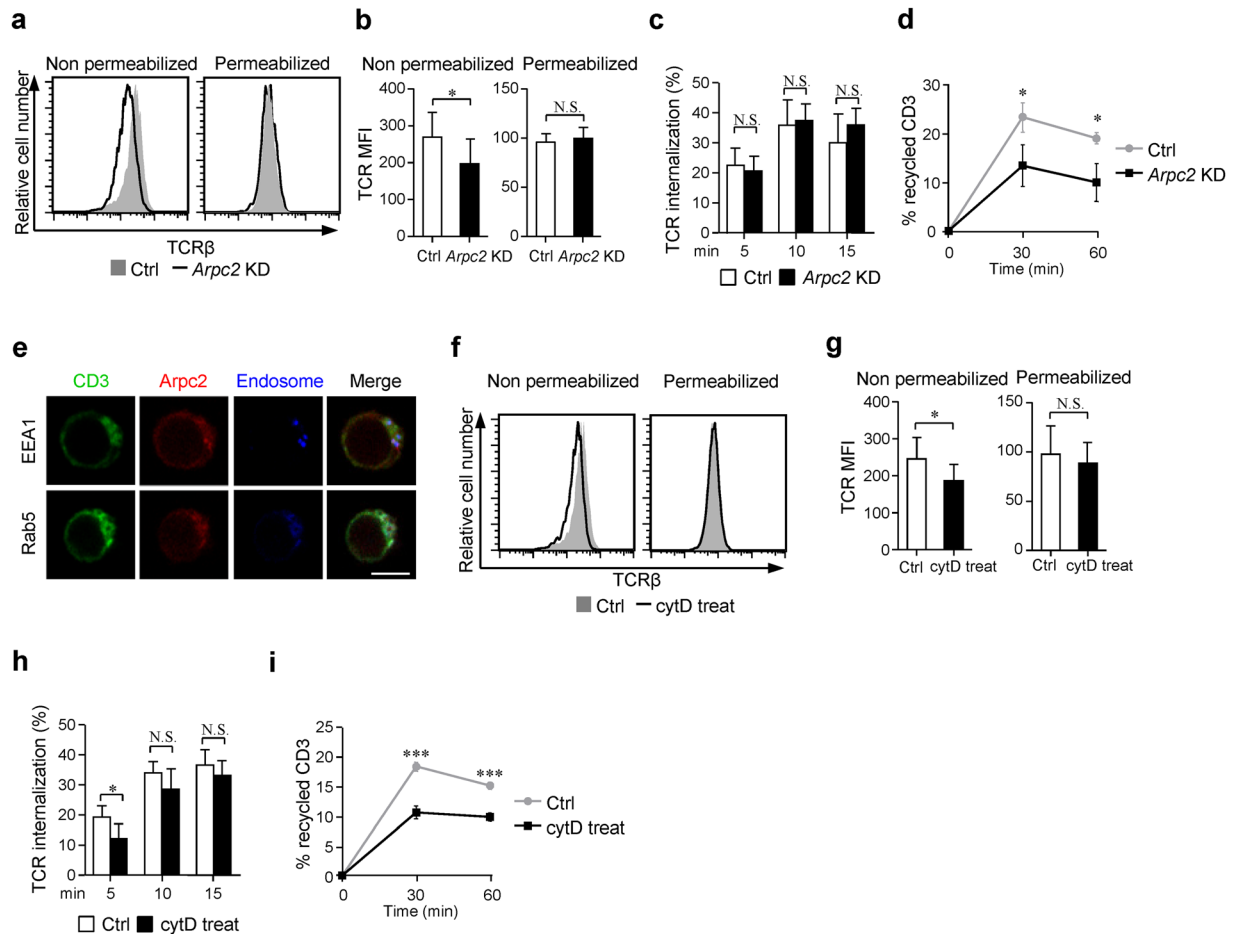 a
Non permeabilized
Permeabilized
Relative cell number
TCRβ
Ctrl
Arpc2 KD
b
Non permeabilized
Permeabilized
TCR MFI
400
300
200
100
0
*
Ctrl Arpc2 KD
150
100
50
0
N.S.
Ctrl Arpc2 KD
c
TCR internalization (%)
50
40
30
20
10
0
N.S.
N.S.
N.S.
min 5 10 15
Ctrl
Arpc2 KD
d
% recycled CD3
30
20
10
0
*
*
0 30 60
Time (min)
Ctrl
Arpc2 KD
e
CD3 Arpc2 Endosome Merge
EEA1
Rab5
f
Non permeabilized
Permeabilized
Relative cell number
TCRβ
Ctrl
cytD treat
g
Non permeabilized
Permeabilized
TCR MFI
400
300
200
100
0
*
Ctrl cytD treat
150
100
50
0
N.S.
Ctrl cytD treat
h
TCR internalization (%)
50
40
30
20
10
0
*
N.S.
N.S.
min 5 10 15
Ctrl
cytD treat
i
% recycled CD3
25
20
15
10
5
0
***
***
0 30 60
Time (min)
Ctrl
cytD treat